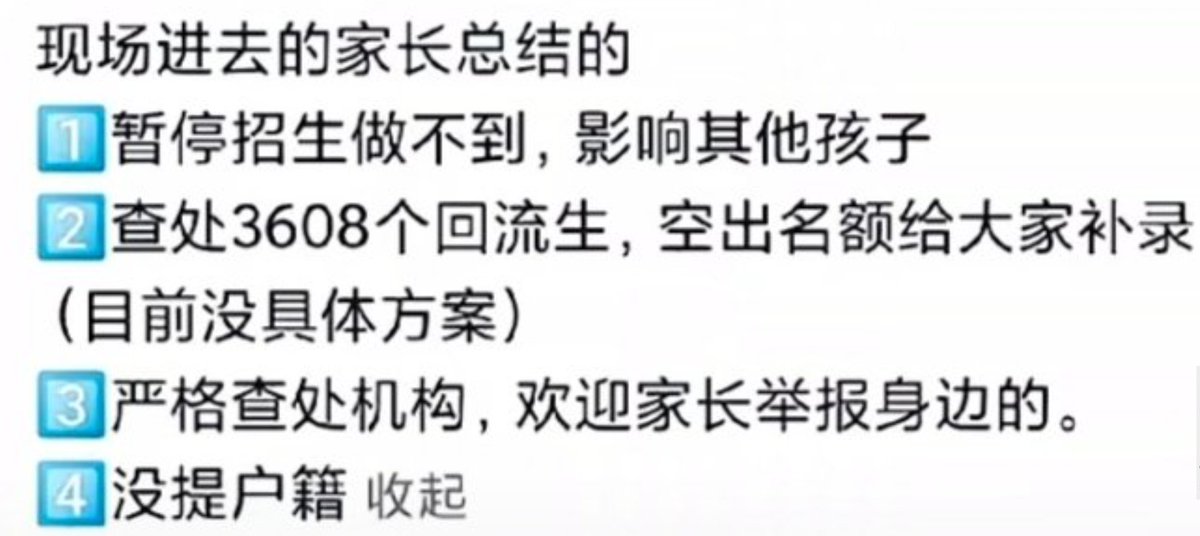 现场进去的家长总结的
1️⃣暂停招生做不到，影响其他孩子
2️⃣查处3608个回流生，空出名额给大家补录
（目前没具体方案）
3️⃣严格查处机构，欢迎家长举报身边的。
4️⃣没提户籍 收起